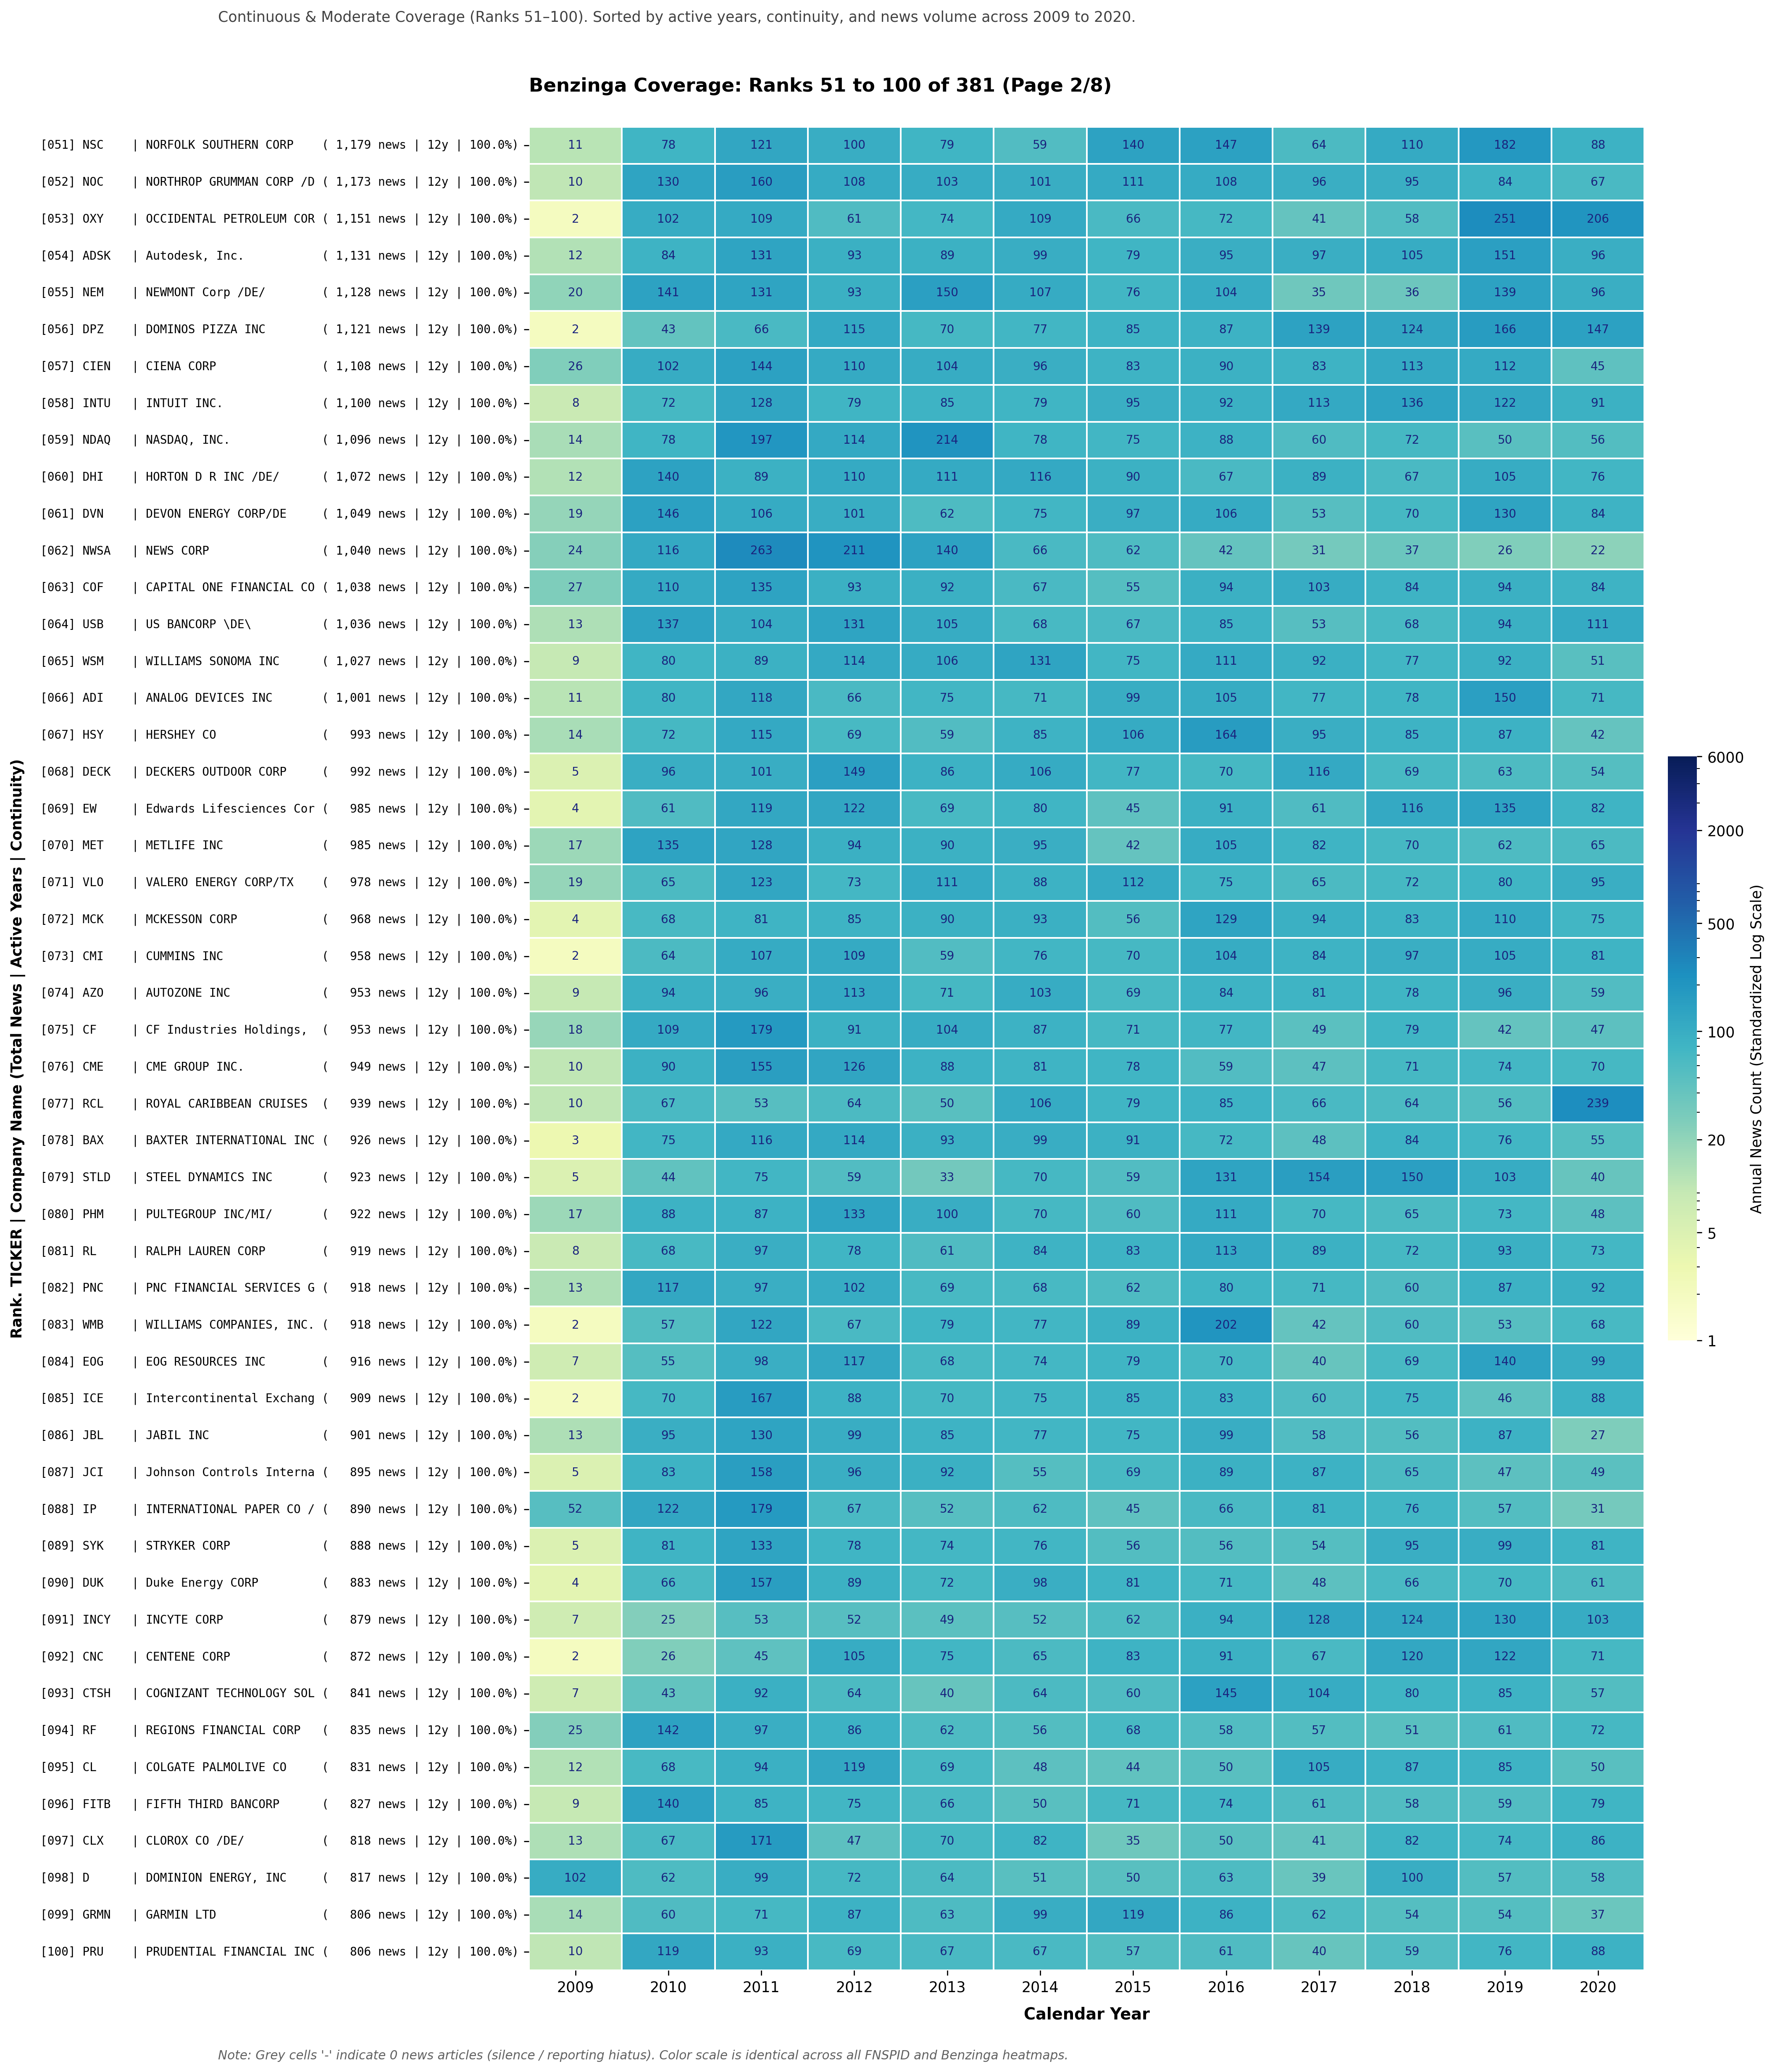 Continuous & Moderate Coverage (Ranks 51–100). Sorted by active years, continuity, and news volume across 2009 to 2020.
Benzinga Coverage: Ranks 51 to 100 of 381 (Page 2/8)
Rank. TICKER | Company Name (Total News | Active Years | Continuity)
[051] NSC | NORFOLK SOUTHERN CORP ( 1,179 news | 12y | 100.0%) 11 78 121 100 79 59 140 147 64 110 182 88
[052] NOC | NORTHROP GRUMMAN CORP /D ( 1,173 news | 12y | 100.0%) 10 130 160 108 103 101 111 108 96 95 84 67
[053] OXY | OCCIDENTAL PETROLEUM COR ( 1,151 news | 12y | 100.0%) 2 102 109 61 74 109 66 72 41 58 251 206
[054] ADSK | Autodesk, Inc. ( 1,131 news | 12y | 100.0%) 12 84 131 93 89 99 79 95 97 105 151 96
[055] NEM | NEWMONT Corp /DE/ ( 1,128 news | 12y | 100.0%) 20 141 131 93 150 107 76 104 35 36 139 96
[056] DPZ | DOMINOS PIZZA INC ( 1,121 news | 12y | 100.0%) 2 43 66 115 70 77 85 87 139 124 166 147
[057] CIEN | CIENA CORP ( 1,108 news | 12y | 100.0%) 26 102 144 110 104 96 83 90 83 113 112 45
[058] INTU | INTUIT INC. ( 1,100 news | 12y | 100.0%) 8 72 128 79 85 79 95 92 113 136 122 91
[059] NDAQ | NASDAQ, INC. ( 1,096 news | 12y | 100.0%) 14 78 197 114 214 78 75 88 60 72 50 56
[060] DHI | HORTON D R INC /DE/ ( 1,072 news | 12y | 100.0%) 12 140 89 110 111 116 90 67 89 67 105 76
[061] DVN | DEVON ENERGY CORP/DE ( 1,049 news | 12y | 100.0%) 19 146 106 101 62 75 97 106 53 70 130 84
[062] NWSA | NEWS CORP ( 1,040 news | 12y | 100.0%) 24 116 263 211 140 66 62 42 31 37 26 22
[063] COF | CAPITAL ONE FINANCIAL CO ( 1,038 news | 12y | 100.0%) 27 110 135 93 92 67 55 94 103 84 94 84
[064] USB | US BANCORP \DE\ ( 1,036 news | 12y | 100.0%) 13 137 104 131 105 68 67 85 53 68 94 111
[065] WSM | WILLIAMS SONOMA INC ( 1,027 news | 12y | 100.0%) 9 80 89 114 106 131 75 111 92 77 92 51
[066] ADI | ANALOG DEVICES INC ( 1,001 news | 12y | 100.0%) 11 80 118 66 75 71 99 105 77 78 150 71
[067] HSY | HERSHEY CO ( 993 news | 12y | 100.0%) 14 72 115 69 59 85 106 164 95 85 87 42
[068] DECK | DECKERS OUTDOOR CORP ( 992 news | 12y | 100.0%) 5 96 101 149 86 106 77 70 116 69 63 54
[069] EW | Edwards Lifesciences Cor ( 985 news | 12y | 100.0%) 4 61 119 122 69 80 45 91 61 116 135 82
[070] MET | METLIFE INC ( 985 news | 12y | 100.0%) 17 135 128 94 90 95 42 105 82 70 62 65
[071] VLO | VALERO ENERGY CORP/TX ( 978 news | 12y | 100.0%) 19 65 123 73 111 88 112 75 65 72 80 95
[072] MCK | MCKESSON CORP ( 968 news | 12y | 100.0%) 4 68 81 85 90 93 56 129 94 83 110 75
[073] CMI | CUMMINS INC ( 958 news | 12y | 100.0%) 2 64 107 109 59 76 70 104 84 97 105 81
[074] AZO | AUTOZONE INC ( 953 news | 12y | 100.0%) 9 94 96 113 71 103 69 84 81 78 96 59
[075] CF | CF Industries Holdings, ( 953 news | 12y | 100.0%) 18 109 179 91 104 87 71 77 49 79 42 47
[076] CME | CME GROUP INC. ( 949 news | 12y | 100.0%) 10 90 155 126 88 81 78 59 47 71 74 70
[077] RCL | ROYAL CARIBBEAN CRUISES ( 939 news | 12y | 100.0%) 10 67 53 64 50 106 79 85 66 64 56 239
[078] BAX | BAXTER INTERNATIONAL INC ( 926 news | 12y | 100.0%) 3 75 116 114 93 99 91 72 48 84 76 55
[079] STLD | STEEL DYNAMICS INC ( 923 news | 12y | 100.0%) 5 44 75 59 33 70 59 131 154 150 103 40
[080] PHM | PULTEGROUP INC/MI/ ( 922 news | 12y | 100.0%) 17 88 87 133 100 70 60 111 70 65 73 48
[081] RL | RALPH LAUREN CORP ( 919 news | 12y | 100.0%) 8 68 97 78 61 84 83 113 89 72 93 73
[082] PNC | PNC FINANCIAL SERVICES G ( 918 news | 12y | 100.0%) 13 117 97 102 69 68 62 80 71 60 87 92
[083] WMB | WILLIAMS COMPANIES, INC. ( 918 news | 12y | 100.0%) 2 57 122 67 79 77 89 202 42 60 53 68
[084] EOG | EOG RESOURCES INC ( 916 news | 12y | 100.0%) 7 55 98 117 68 74 79 70 40 69 140 99
[085] ICE | Intercontinental Exchang ( 909 news | 12y | 100.0%) 2 70 167 88 70 75 85 83 60 75 46 88
[086] JBL | JABIL INC ( 901 news | 12y | 100.0%) 13 95 130 99 85 77 75 99 58 56 87 27
[087] JCI | Johnson Controls Interna ( 895 news | 12y | 100.0%) 5 83 158 96 92 55 69 89 87 65 47 49
[088] IP | INTERNATIONAL PAPER CO / ( 890 news | 12y | 100.0%) 52 122 179 67 52 62 45 66 81 76 57 31
[089] SYK | STRYKER CORP ( 888 news | 12y | 100.0%) 5 81 133 78 74 76 56 56 54 95 99 81
[090] DUK | Duke Energy CORP ( 883 news | 12y | 100.0%) 4 66 157 89 72 98 81 71 48 66 70 61
[091] INCY | INCYTE CORP ( 879 news | 12y | 100.0%) 7 25 53 52 49 52 62 94 128 124 130 103
[092] CNC | CENTENE CORP ( 872 news | 12y | 100.0%) 2 26 45 105 75 65 83 91 67 120 122 71
[093] CTSH | COGNIZANT TECHNOLOGY SOL ( 841 news | 12y | 100.0%) 7 43 92 64 40 64 60 145 104 80 85 57
[094] RF | REGIONS FINANCIAL CORP ( 835 news | 12y | 100.0%) 25 142 97 86 62 56 68 58 57 51 61 72
[095] CL | COLGATE PALMOLIVE CO ( 831 news | 12y | 100.0%) 12 68 94 119 69 48 44 50 105 87 85 50
[096] FITB | FIFTH THIRD BANCORP ( 827 news | 12y | 100.0%) 9 140 85 75 66 50 71 74 61 58 59 79
[097] CLX | CLOROX CO /DE/ ( 818 news | 12y | 100.0%) 13 67 171 47 70 82 35 50 41 82 74 86
[098] D | DOMINION ENERGY, INC ( 817 news | 12y | 100.0%) 102 62 99 72 64 51 50 63 39 100 57 58
[099] GRMN | GARMIN LTD ( 806 news | 12y | 100.0%) 14 60 71 87 63 99 119 86 62 54 54 37
[100] PRU | PRUDENTIAL FINANCIAL INC ( 806 news | 12y | 100.0%) 10 119 93 69 67 67 57 61 40 59 76 88
2009 2010 2011 2012 2013 2014 2015 2016 2017 2018 2019 2020
Calendar Year
6000
2000
500
100
20
5
1
Annual News Count (Standardized Log Scale)
Note: Grey cells '-' indicate 0 news articles (silence / reporting hiatus). Color scale is identical across all FNSPID and Benzinga heatmaps.